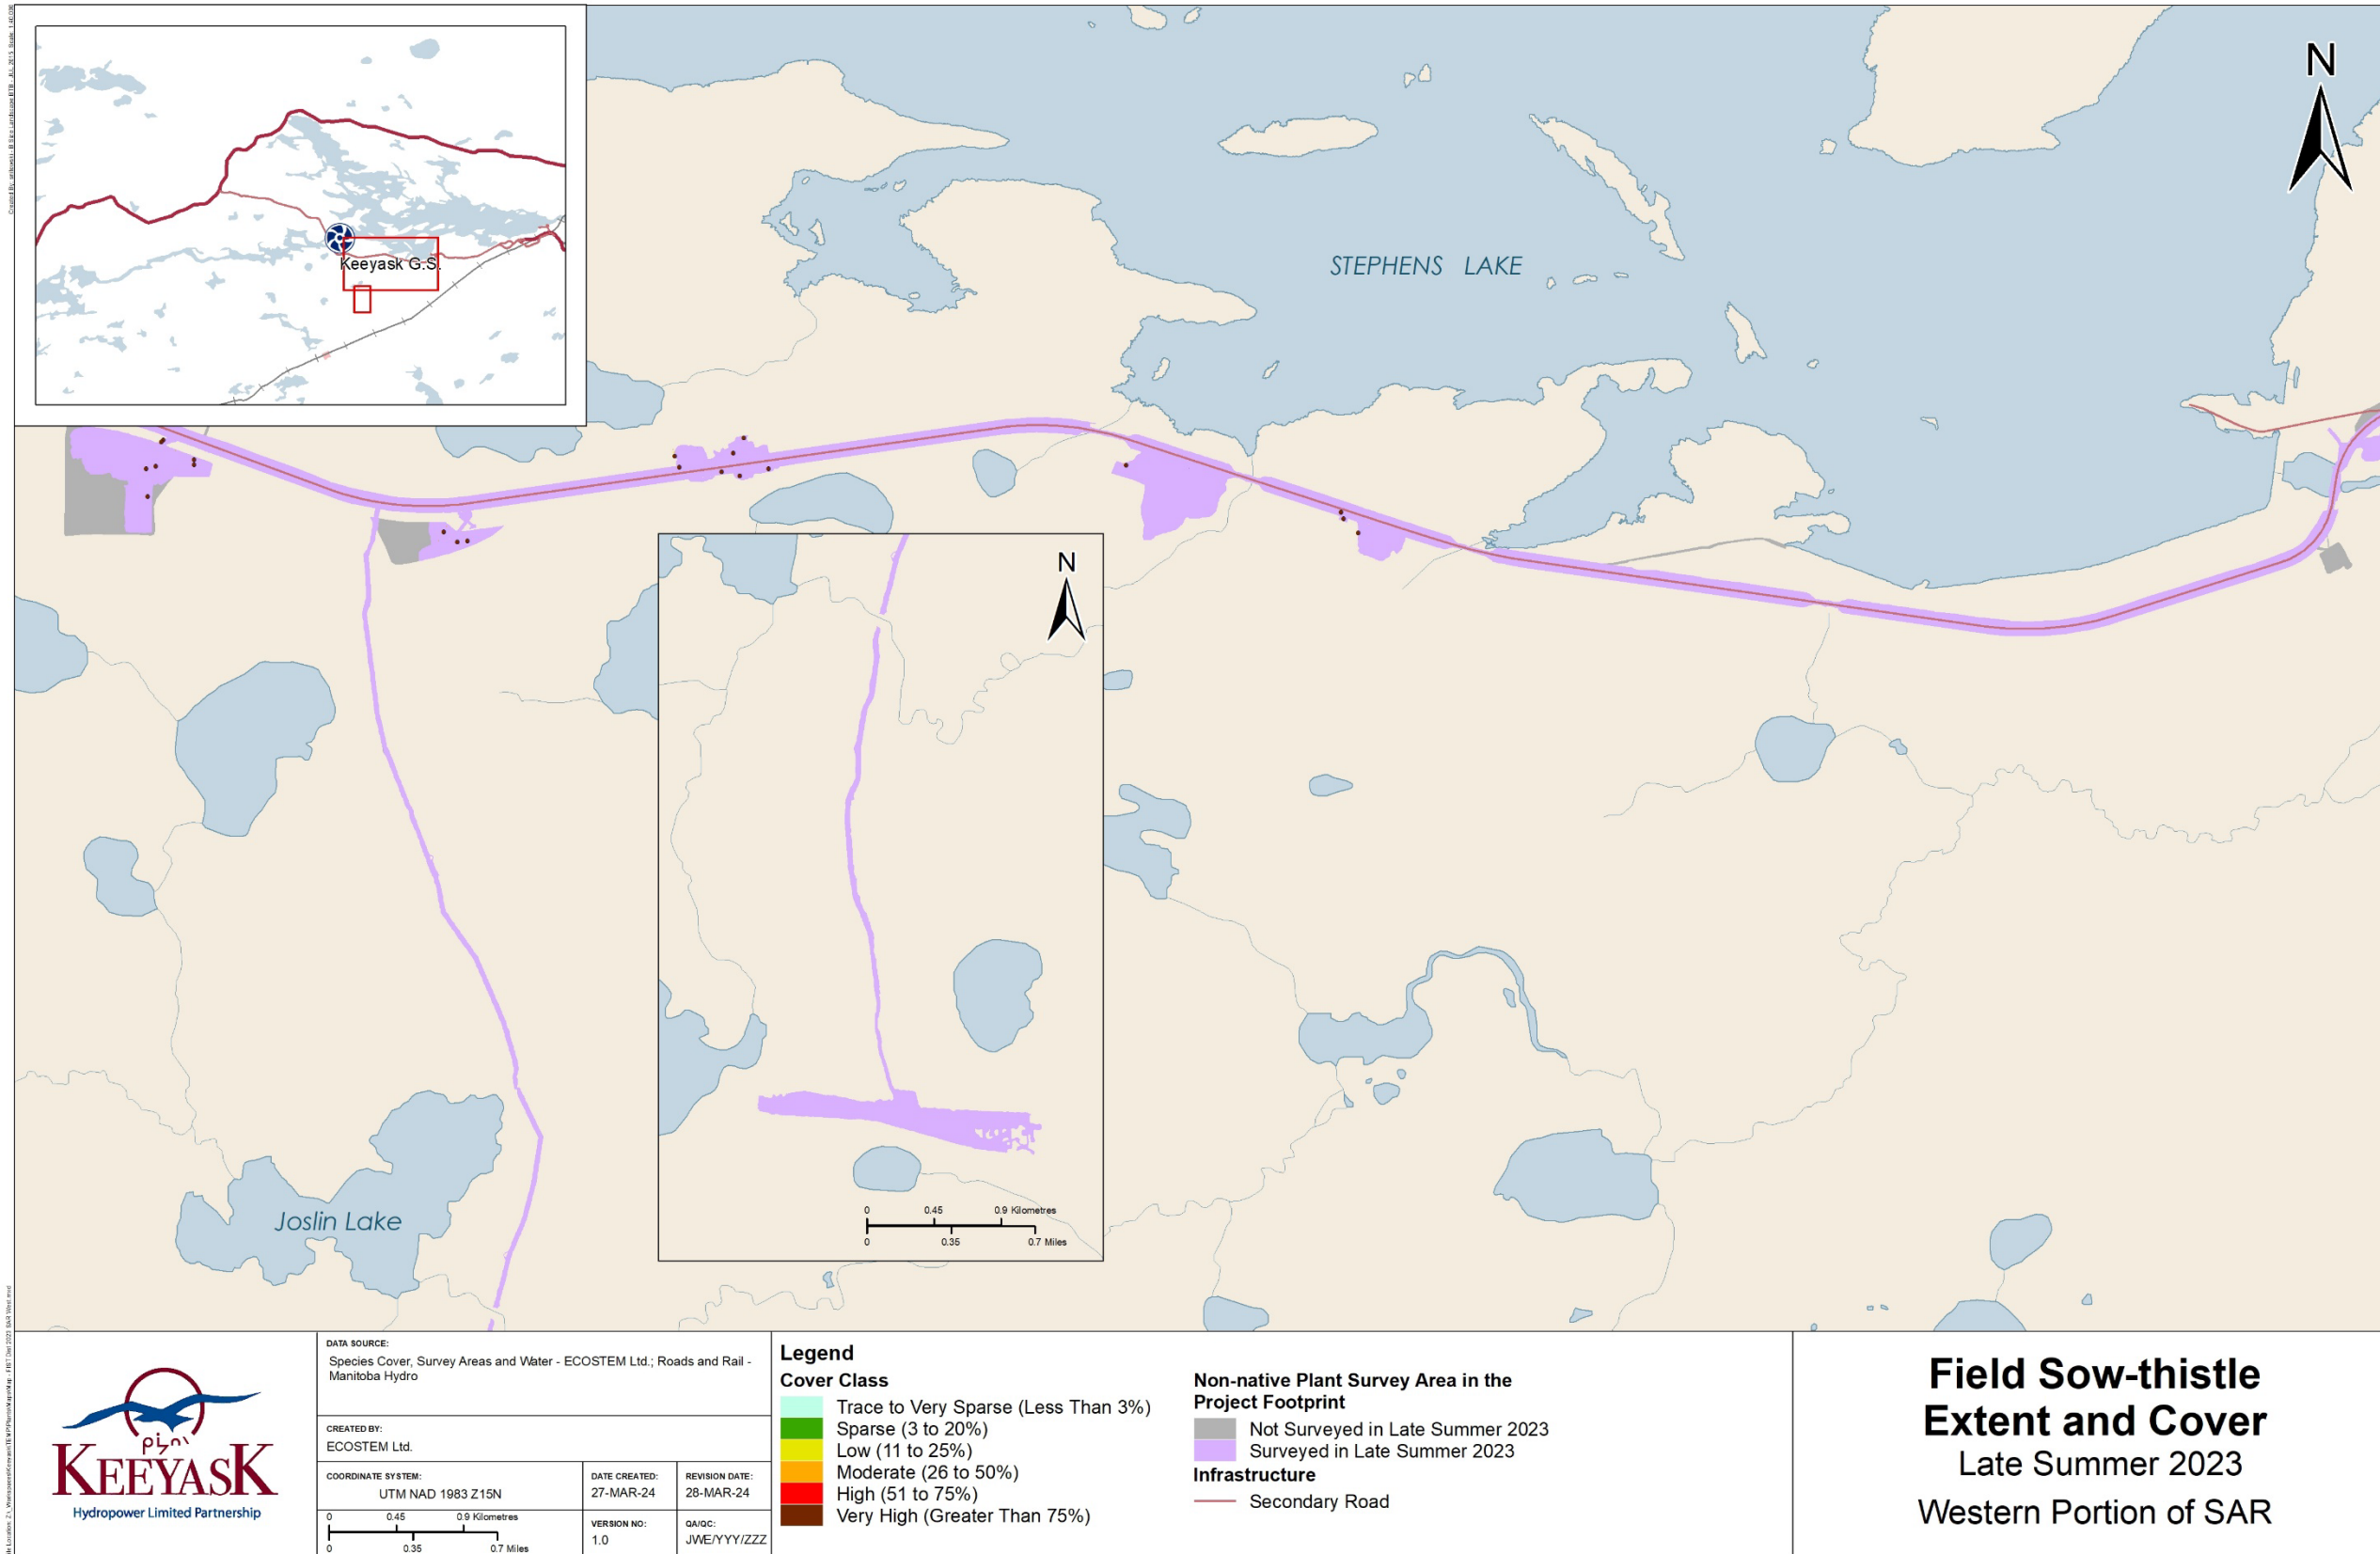 Keeyask G.S.
N
STEPHENS LAKE
N
0 0.45 0.9 Kilometres
0 0.35 0.7 Miles
Joslin Lake
KEEYASK
Hydropower Limited Partnership
DATA SOURCE:
Species Cover, Survey Areas and Water - ECOSTEM Ltd.; Roads and Rail -
Manitoba Hydro
CREATED BY:
ECOSTEM Ltd.
COORDINATE SYSTEM:
UTM NAD 1983 Z15N
DATE CREATED:
27-MAR-24
REVISION DATE:
28-MAR-24
0 0.45 0.9 Kilometres
0 0.35 0.7 Miles
VERSION NO:
1.0
QA/QC:
JWE/YYY/ZZZ
Legend
Cover Class
Trace to Very Sparse (Less Than 3%)
Sparse (3 to 20%)
Low (11 to 25%)
Moderate (26 to 50%)
High (51 to 75%)
Very High (Greater Than 75%)
Non-native Plant Survey Area in the
Project Footprint
Not Surveyed in Late Summer 2023
Surveyed in Late Summer 2023
Infrastructure
Secondary Road
Field Sow-thistle
Extent and Cover
Late Summer 2023
Western Portion of SAR